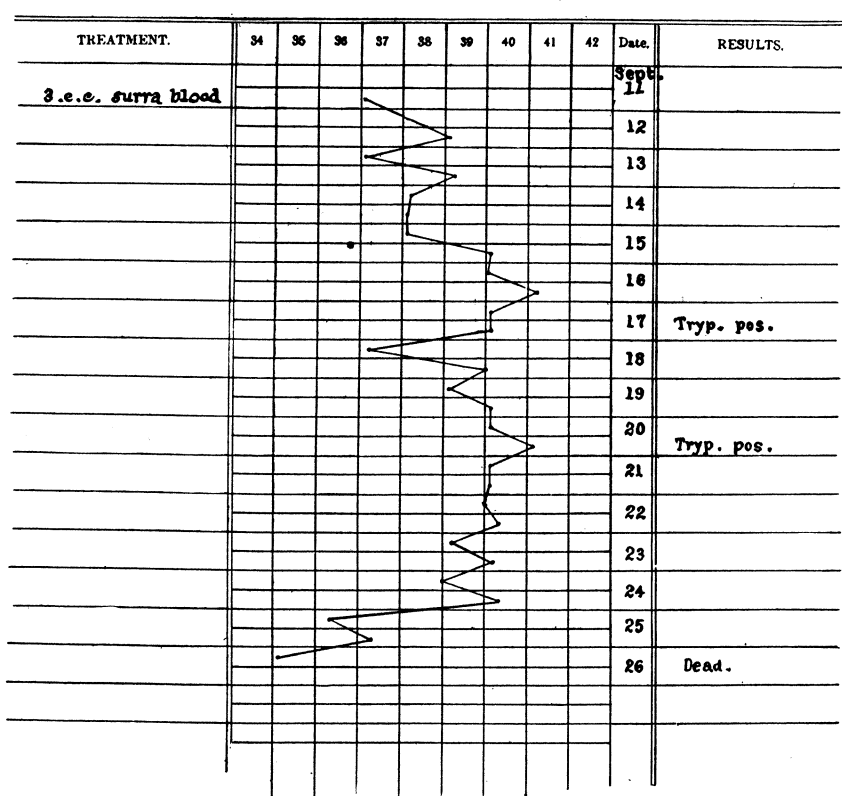 TREATMENT. 34 35 36 37 38 39 40 41 42 Date. RESULTS.
Sept.
11
3.c.c. surra blood
12
13
14
15
16
17 Tryp. pos.
18
19
20
Tryp. pos.
21
22
23
24
25
26 Dead.